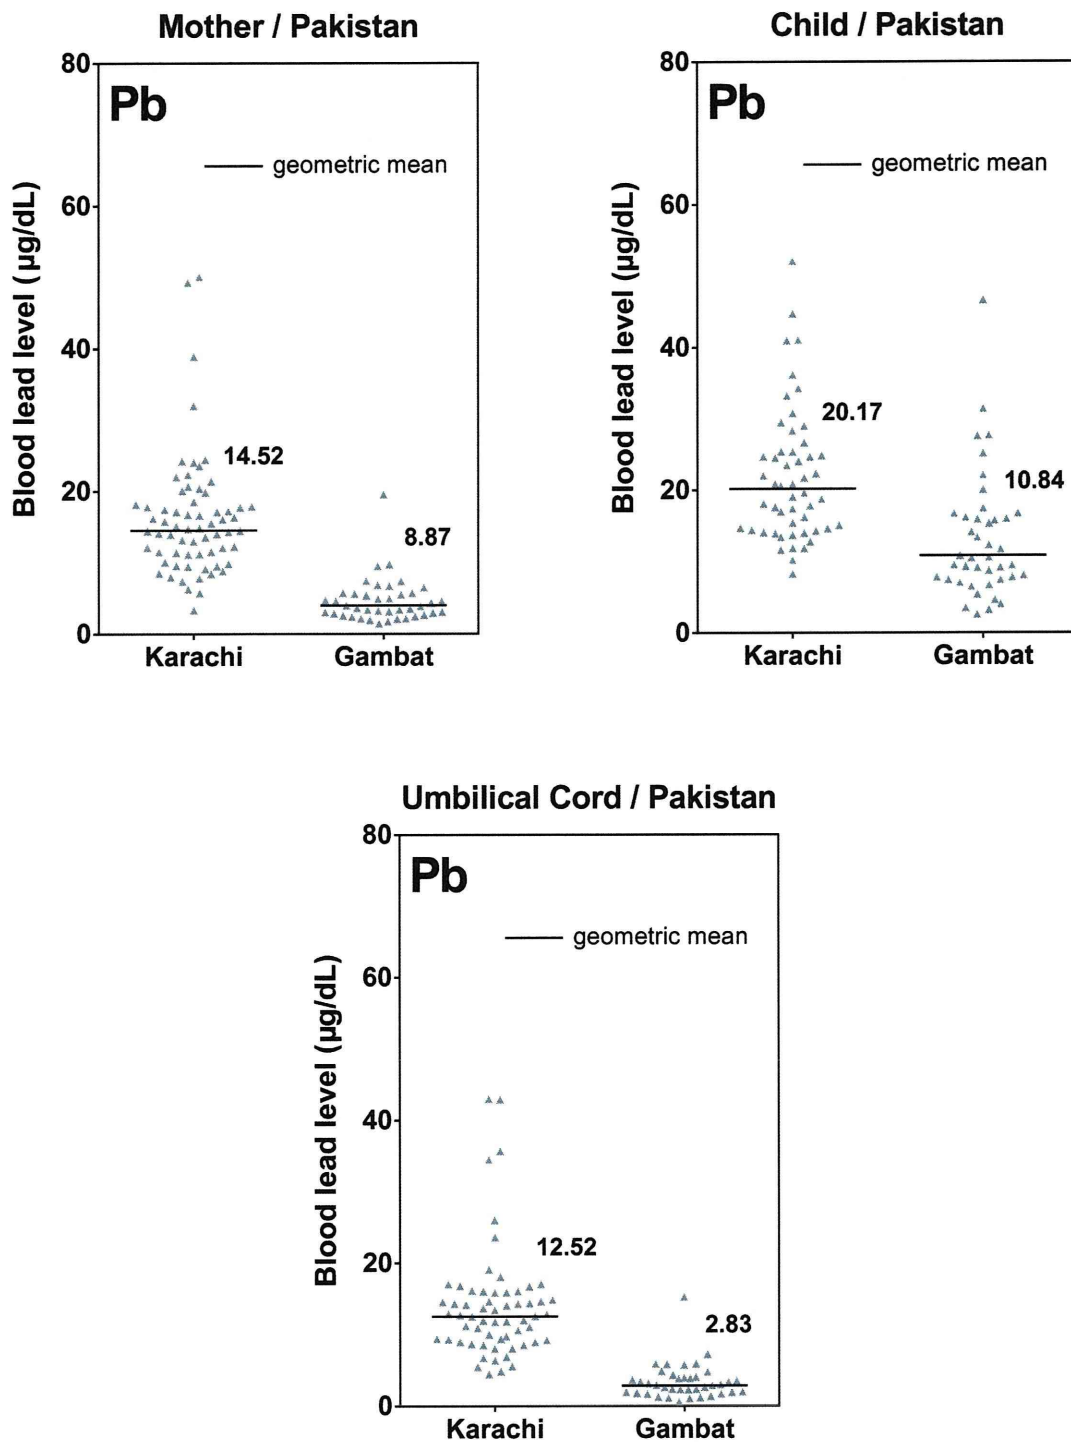 Mother / Pakistan
80
Pb
geometric mean
60
Blood lead level ( µg/dL)
40
14.52
20
8.87
0
Karachi
Gambat
Child / Pakistan
80
Pb
geometric mean
60
Blood lead level (µg/dL)
40
20.17
20
10.84
0
Karachi
Gambat
Umbilical Cord / Pakistan
80
Pb
geometric mean
60
Blood lead level (µg/dL)
40
12.52
20
2.83
0
Karachi
Gambat